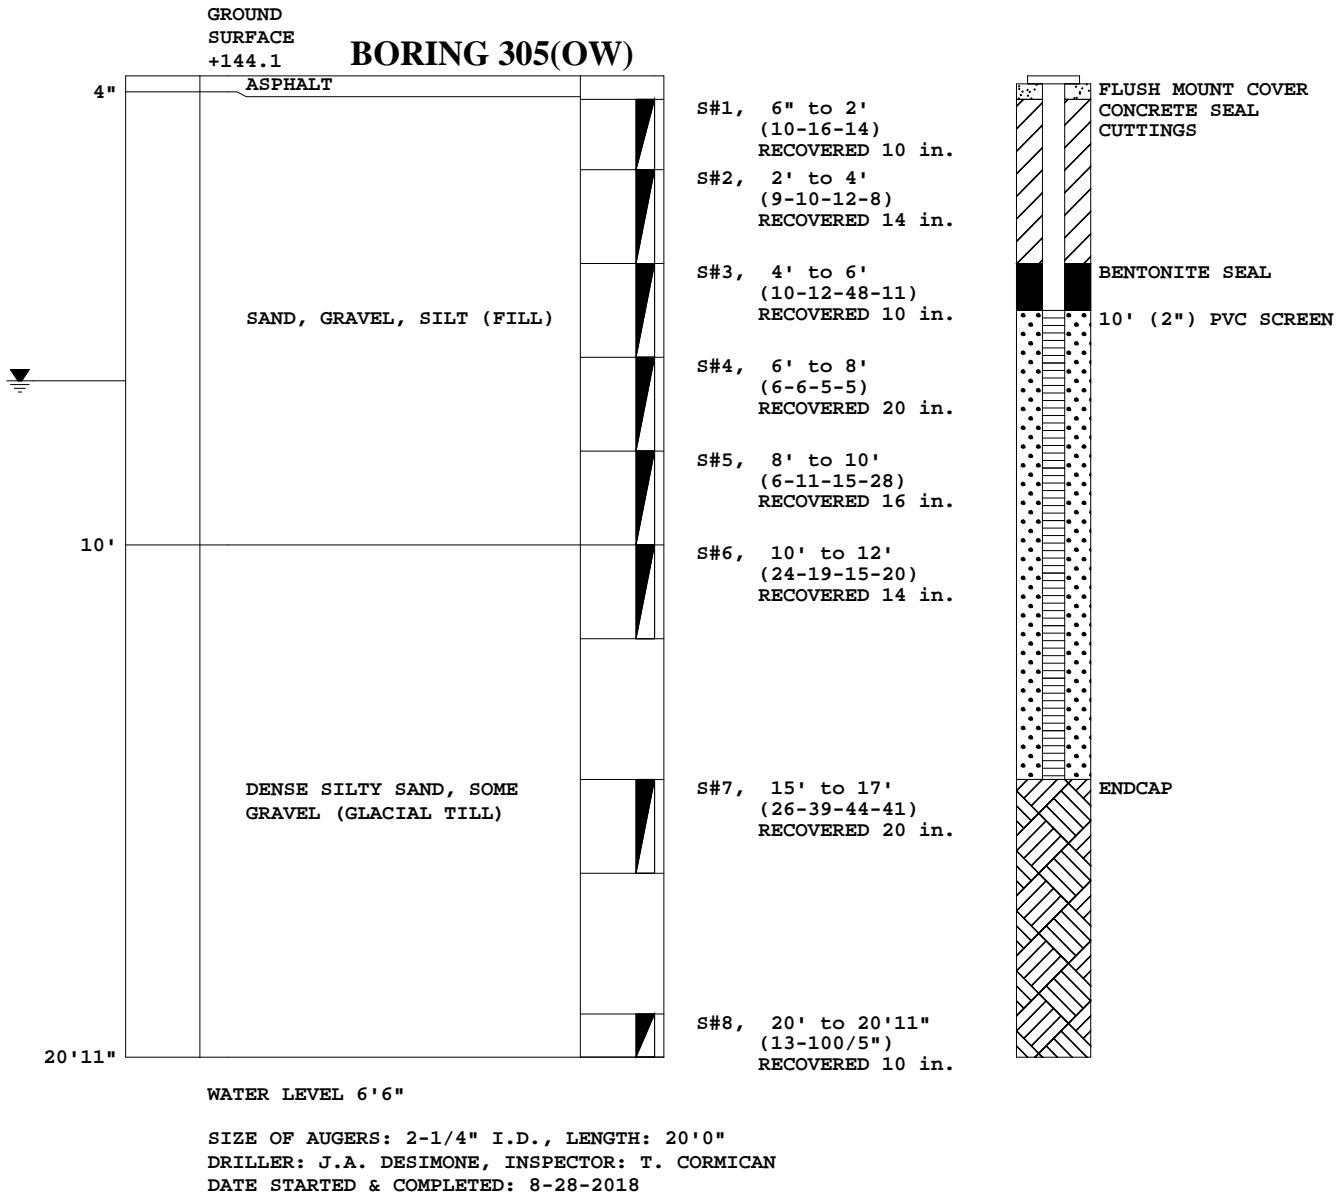 GROUND
SURFACE
+144.1
BORING 305(OW)
4"
ASPHALT
S#1, 6" to 2'
(10-16-14)
RECOVERED 10 in.
S#2, 2' to 4'
(9-10-12-8)
RECOVERED 14 in.
S#3, 4' to 6'
(10-12-48-11)
RECOVERED 10 in.
SAND, GRAVEL, SILT (FILL)
S#4, 6' to 8'
(6-6-5-5)
RECOVERED 20 in.
S#5, 8' to 10'
(6-11-15-28)
RECOVERED 16 in.
10'
S#6, 10' to 12'
(24-19-15-20)
RECOVERED 14 in.
DENSE SILTY SAND, SOME
GRAVEL (GLACIAL TILL)
S#7, 15' to 17'
(26-39-44-41)
RECOVERED 20 in.
S#8, 20' to 20'11"
(13-100/5")
RECOVERED 10 in.
20'11"
FLUSH MOUNT COVER
CONCRETE SEAL
CUTTINGS
BENTONITE SEAL
10' (2") PVC SCREEN
ENDCAP
WATER LEVEL 6'6"
SIZE OF AUGERS: 2-1/4" I.D., LENGTH: 20'0"
DRILLER: J.A. DESIMONE, INSPECTOR: T. CORMICAN
DATE STARTED & COMPLETED: 8-28-2018